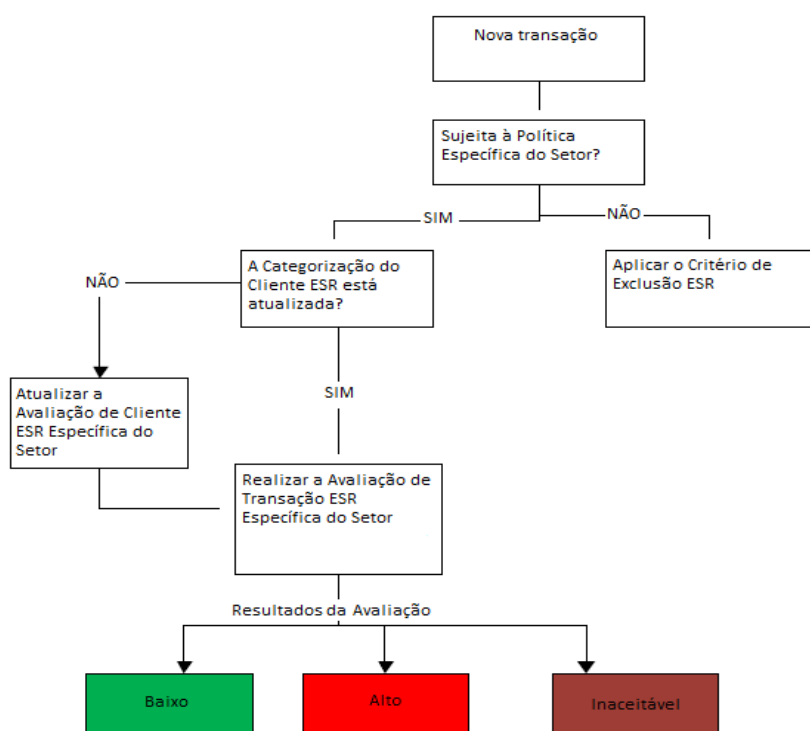 Nova transação
Sujeita à Política
Específica do Setor?
SIM
NÃO
A Categorização do
Cliente ESR está
atualizada?
Aplicar o Critério de
Exclusão ESR
NÃO
SIM
Atualizar a
Avaliação de Cliente
ESR Específica do
Setor
Realizar a Avaliação de
Transação ESR
Específica do Setor
Resultados da Avaliação
Baixo
Alto
Inaceitável